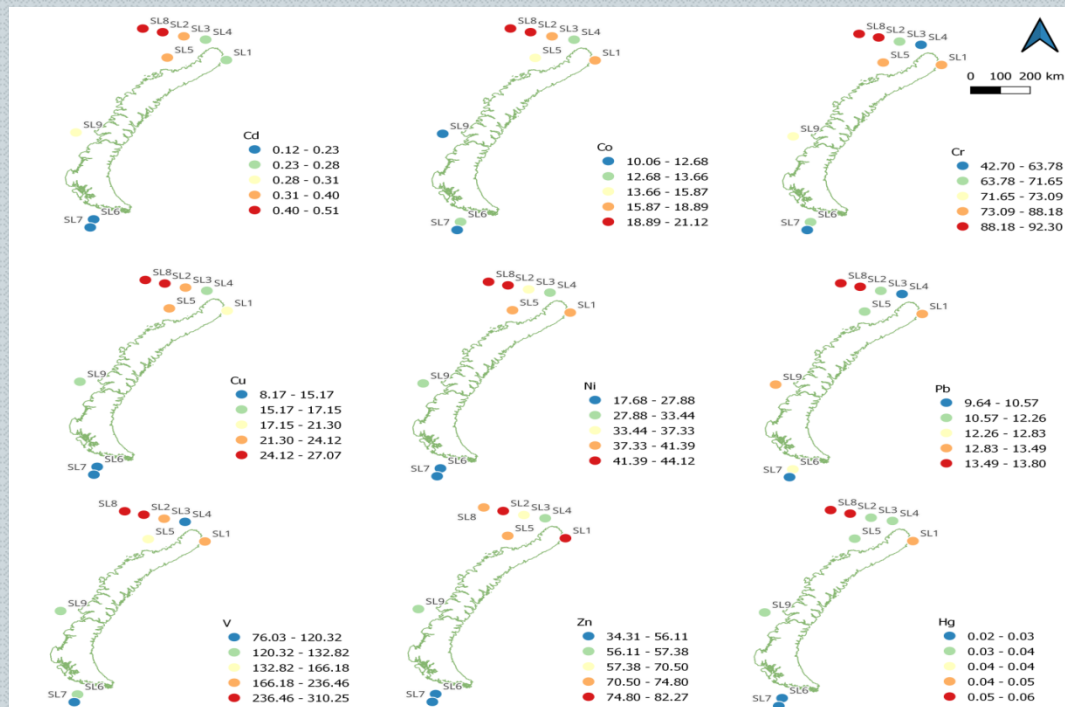 SL8 SL2 SL3 SL4
SL5 SL1
SL9
Cd
0.12 - 0.23
0.23 - 0.28
0.28 - 0.31
0.31 - 0.40
0.40 - 0.51
SL7 SL6
SL8 SL2 SL3 SL4
SL5 SL1
SL9
Co
10.06 - 12.68
12.68 - 13.66
13.66 - 15.87
15.87 - 18.89
18.89 - 21.12
SL7 SL6
SL8 SL2 SL3 SL4
SL5 SL1
0 100 200 km
SL9
Cr
42.70 - 63.78
63.78 - 71.65
71.65 - 73.09
73.09 - 88.18
88.18 - 92.30
SL7 SL6
SL8 SL2 SL3 SL4
SL5 SL1
SL9
Cu
8.17 - 15.17
15.17 - 17.15
17.15 - 21.30
21.30 - 24.12
24.12 - 27.07
SL7 SL6
SL8 SL2 SL3 SL4
SL5 SL1
SL9
Ni
17.68 - 27.88
27.88 - 33.44
33.44 - 37.33
37.33 - 41.39
41.39 - 44.12
SL7 SL6
SL8 SL2 SL3 SL4
SL5 SL1
SL9
Pb
9.64 - 10.57
10.57 - 12.26
12.26 - 12.83
12.83 - 13.49
13.49 - 13.80
SL7 SL6
SL8 SL2 SL3 SL4
SL5 SL1
SL9
V
76.03 - 120.32
120.32 - 132.82
132.82 - 166.18
166.18 - 236.46
236.46 - 310.25
SL7 SL6
SL8 SL2 SL3 SL4
SL5 SL1
SL9
Zn
34.31 - 56.11
56.11 - 57.38
57.38 - 70.50
70.50 - 74.80
74.80 - 82.27
SL7 SL6
SL8 SL2 SL3 SL4
SL5 SL1
SL9
Hg
0.02 - 0.03
0.03 - 0.04
0.04 - 0.04
0.04 - 0.05
0.05 - 0.06
SL7 SL6